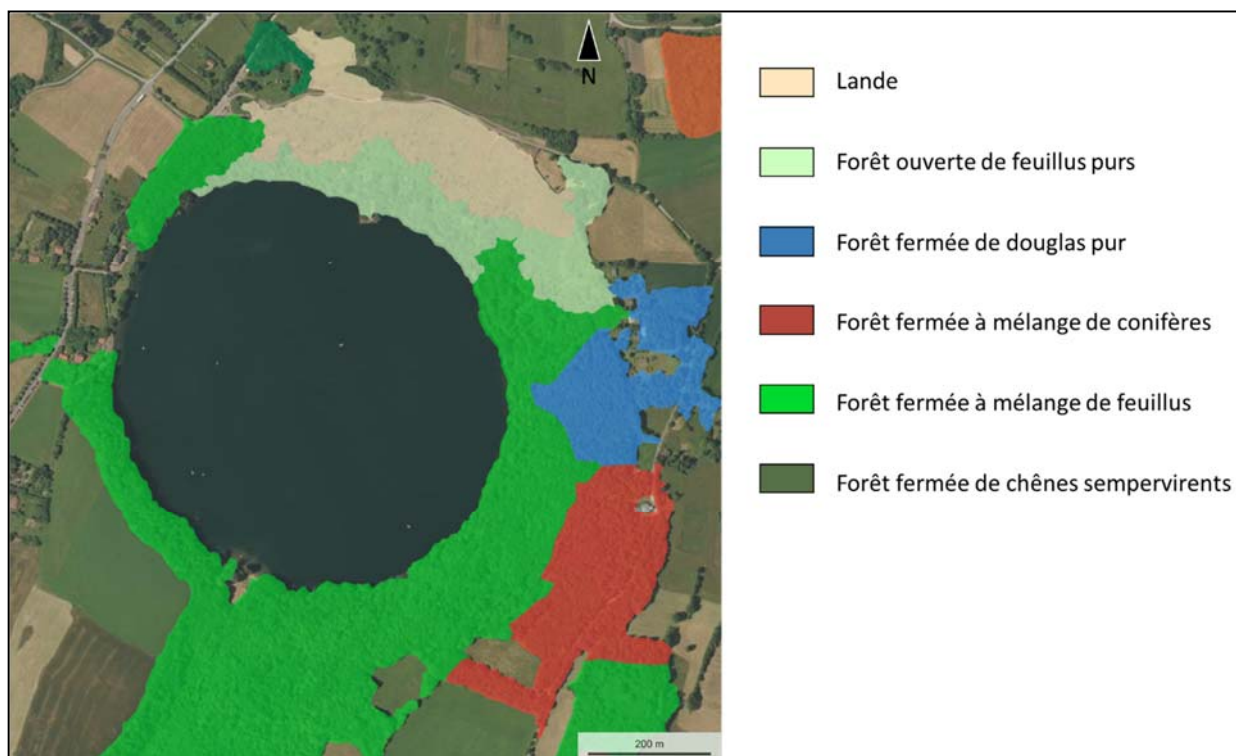 N
Lande
Forêt ouverte de feuillus purs
Forêt fermée de douglas pur
Forêt fermée à mélange de conifères
Forêt fermée à mélange de feuillus
Forêt fermée de chênes sempervirents
200 m